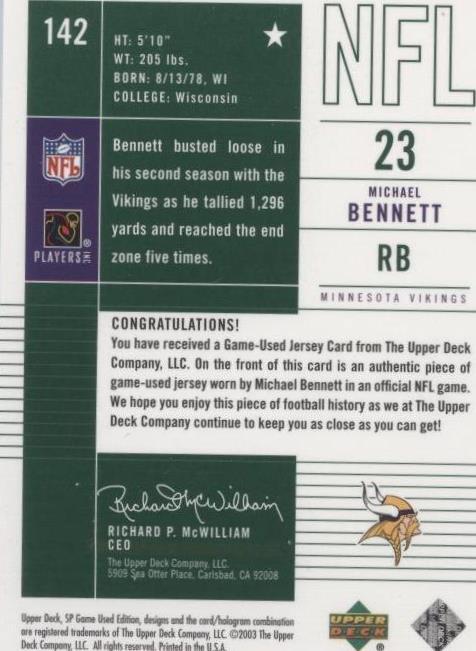 142
HT: 5'10"
WT: 205 lbs.
BORN: 8/13/78, WI
COLLEGE: Wisconsin
NFL
23
MICHAEL
BENNETT
RB
MINNESOTA VIKINGS
NFL
PLAYERS INC
®
Bennett busted loose in
his second season with the
Vikings as he tallied 1,296
yards and reached the end
zone five times.
CONGRATULATIONS!
You have received a Game-Used Jersey Card from The Upper Deck
Company, LLC. On the front of this card is an authentic piece of
game-used jersey worn by Michael Bennett in an official NFL game.
We hope you enjoy this piece of football history as we at The Upper
Deck Company continue to keep you as close as you can get!
Richard McWilliam
RICHARD P. McWILLIAM
CEO
The Upper Deck Company, LLC.
5909 Sea Otter Place, Carlsbad, CA 92008
Upper Deck, SP Game Used Edition, designs and the card/hologram combination
are registered trademarks of The Upper Deck Company, LLC. ©2003 The Upper
Deck Company, LLC. All rights reserved. Printed in the U.S.A.
UPPER
DECK
®